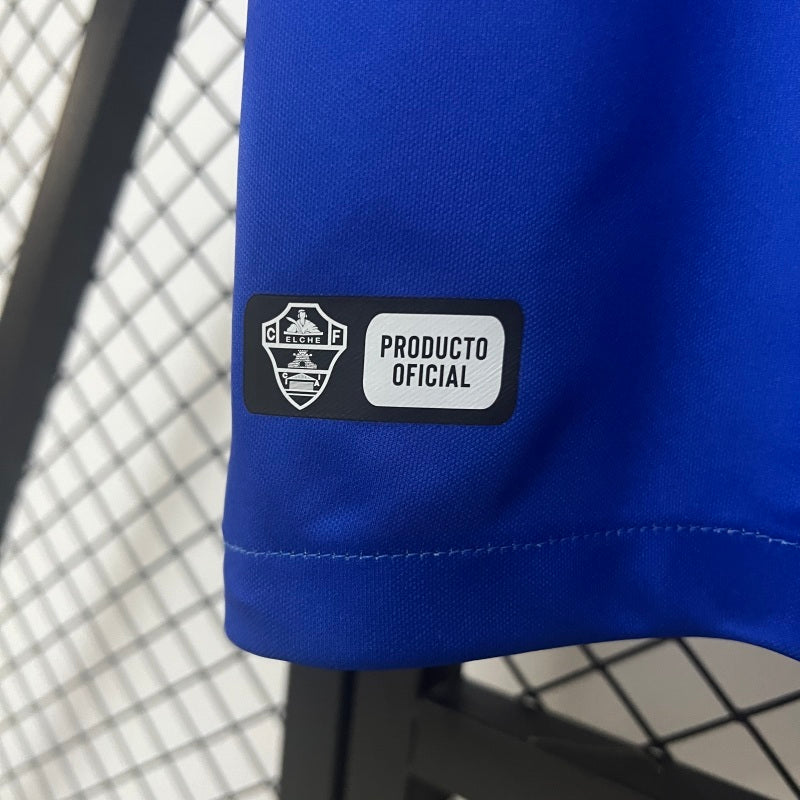 C F
ELCHE
PRODUCTO
OFICIAL